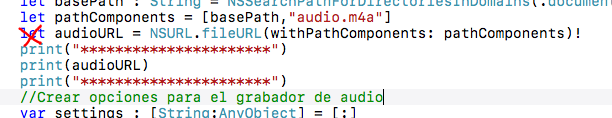 let basePath : String = NSSearchPathForDirectoriesInDomains(.documen
let pathComponents = [basePath,"audio.m4a"]
let audioURL = NSURL.fileURL(withPathComponents: pathComponents)!
print("***********************")
print(audioURL)
print("***********************")
//Crear opciones para el grabador de audio
var settings : [String:AnyObject] = [:]